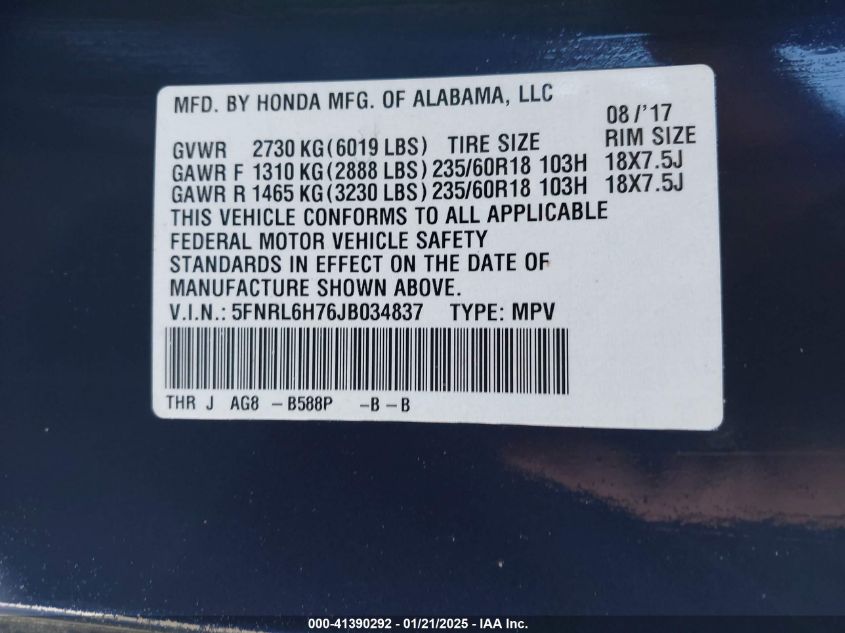 MFD. BY HONDA MFG. OF ALABAMA, LLC
08/'17
GVWR 2730 KG(6019 LBS) TIRE SIZE RIM SIZE
GAWR F 1310 KG(2888 LBS) 235/60R18 103H 18X7.5J
GAWR R 1465 KG(3230 LBS) 235/60R18 103H 18X7.5J
THIS VEHICLE CONFORMS TO ALL APPLICABLE
FEDERAL MOTOR VEHICLE SAFETY
STANDARDS IN EFFECT ON THE DATE OF
MANUFACTURE SHOWN ABOVE.
V.I.N.: 5FNRL6H76JB034837 TYPE: MPV
THR J AG8 -B588P -B-B
000-41390292 - 01/21/2025 - IAA Inc.